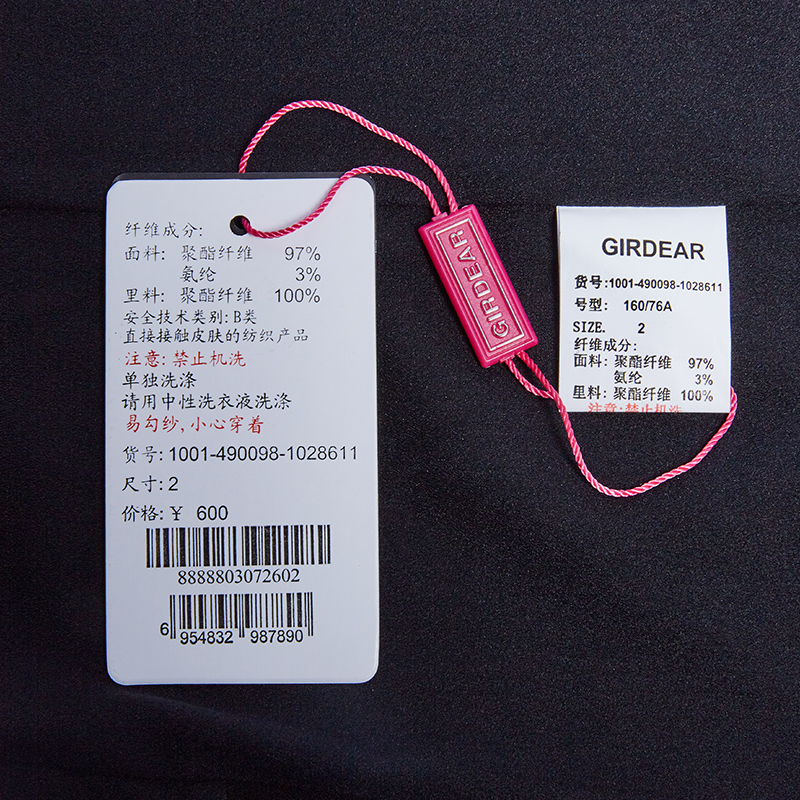 纤维成分:
面料: 聚酯纤维 97%
氨纶 3%
里料: 聚酯纤维 100%
安全技术类别: B类
直接接触皮肤的纺织产品
注意: 禁止机洗
单独洗涤
请用中性洗衣液洗涤
易勾纱, 小心穿着
货号: 1001-490098-1028611
尺寸: 2
价格: ¥ 600
8888803072602
6 954832 987890
GIRDEAR
GIRDEAR
货号:1001-490098-1028611
号型: 160/76A
SIZE. 2
纤维成分:
面料: 聚酯纤维 97%
氨纶 3%
里料: 聚酯纤维 100%
注意:禁止机洗